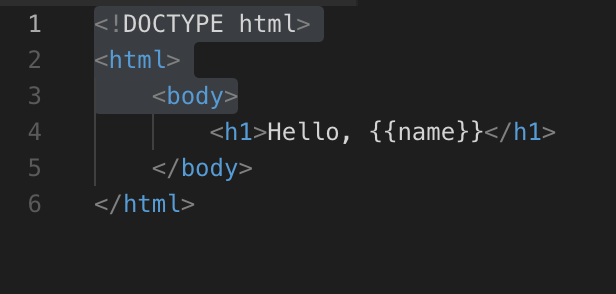 1 <!DOCTYPE html>
2 <html>
3     <body>
4         <h1>Hello, {{name}}</h1>
5     </body>
6 </html>